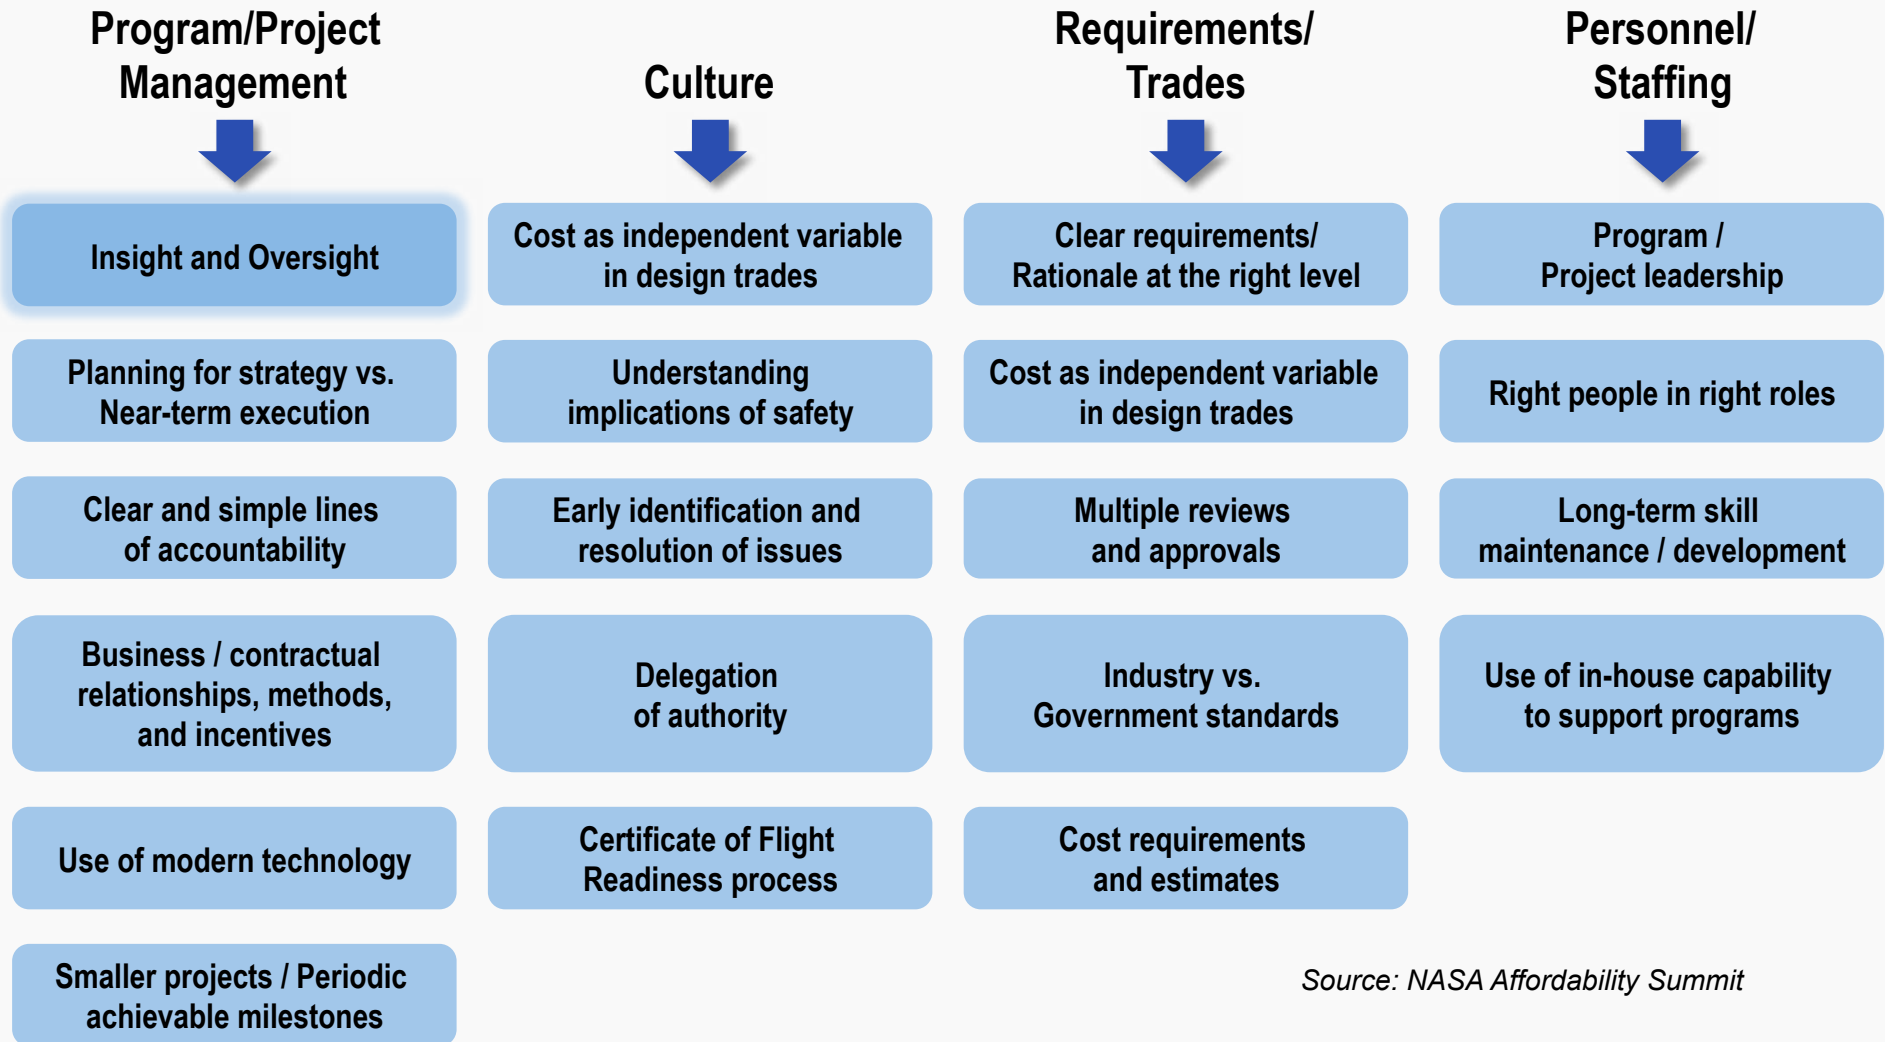 Program/Project
Management
Insight and Oversight
Planning for strategy vs.
Near-term execution
Clear and simple lines
of accountability
Business / contractual
relationships, methods,
and incentives
Use of modern technology
Smaller projects / Periodic
achievable milestones
Culture
Cost as independent variable
in design trades
Understanding
implications of safety
Early identification and
resolution of issues
Delegation
of authority
Certificate of Flight
Readiness process
Requirements/
Trades
Clear requirements/
Rationale at the right level
Cost as independent variable
in design trades
Multiple reviews
and approvals
Industry vs.
Government standards
Cost requirements
and estimates
Personnel/
Staffing
Program /
Project leadership
Right people in right roles
Long-term skill
maintenance / development
Use of in-house capability
to support programs
Source: NASA Affordability Summit